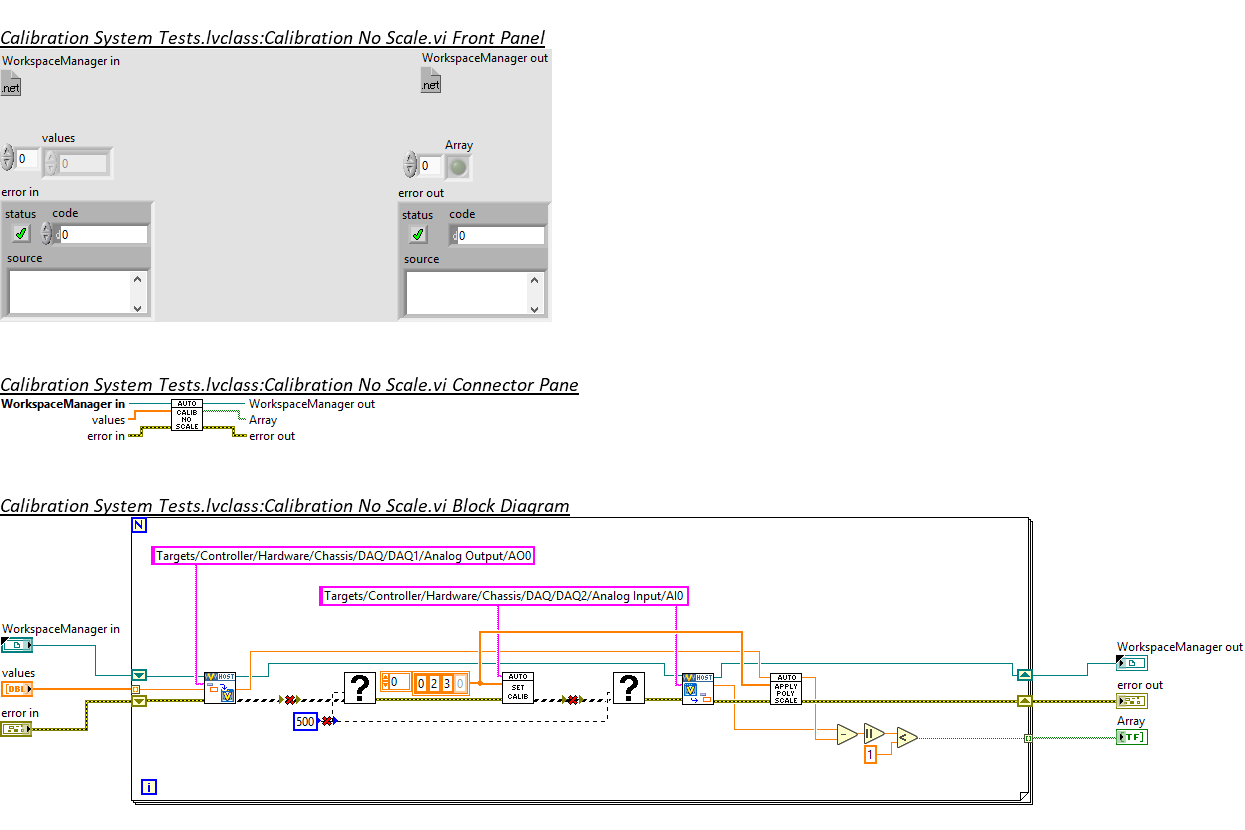 Calibration System Tests.lvclass:Calibration No Scale.vi Front Panel
WorkspaceManager in
WorkspaceManager out
.net
.net
values
0
0
Array
0
error in
status
code
0
source
error out
status
code
0
source
Calibration System Tests.lvclass:Calibration No Scale.vi Connector Pane
WorkspaceManager in
values
error in
AUTO
CALIB
NO
SCALE
WorkspaceManager out
Array
error out
Calibration System Tests.lvclass:Calibration No Scale.vi Block Diagram
N
Targets/Controller/Hardware/Chassis/DAQ/DAQ1/Analog Output/AO0
Targets/Controller/Hardware/Chassis/DAQ/DAQ2/Analog Input/AI0
WorkspaceManager in
values
DBL
error in
HOST
?
500
0
0 2 3 0
AUTO
SET
CALIB
?
HOST
AUTO
APPLY
POLY
SCALE
-
||
<
1
WorkspaceManager out
error out
Array
TF
i